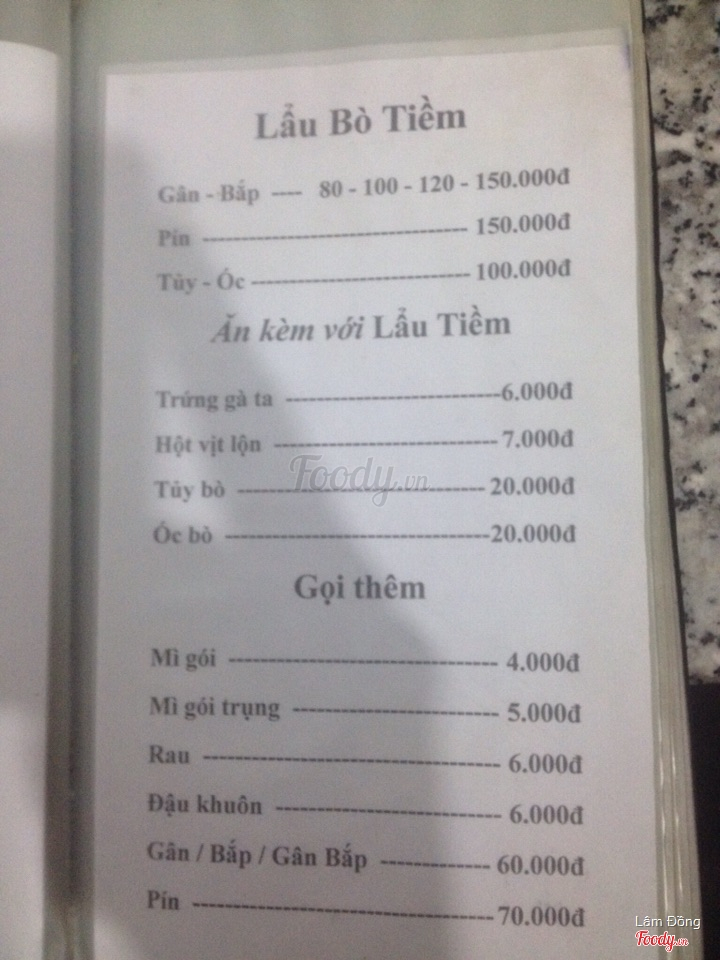 Lẩu Bò Tiềm
Gân - Bắp ---- 80 - 100 - 120 - 150.000đ
Pín ---------------------------------- 150.000đ
Tủy - Óc ---------------------------- 100.000đ
Ăn kèm với Lẩu Tiềm
Trứng gà ta ---------------------------6.000đ
Hột vịt lộn ---------------------------- 7.000đ
Tủy bò -------------------------------- 20.000đ
Óc bò ----------------------------------20.000đ
Foody.vn
Gọi thêm
Mì gói --------------------------------- 4.000đ
Mì gói trụng ------------------------- 5.000đ
Rau ------------------------------------ 6.000đ
Đậu khuôn --------------------------- 6.000đ
Gân / Bắp / Gân Bắp ------------- 60.000đ
Pín -------------------------------------70.000đ
Lâm Đồng
Foody.vn